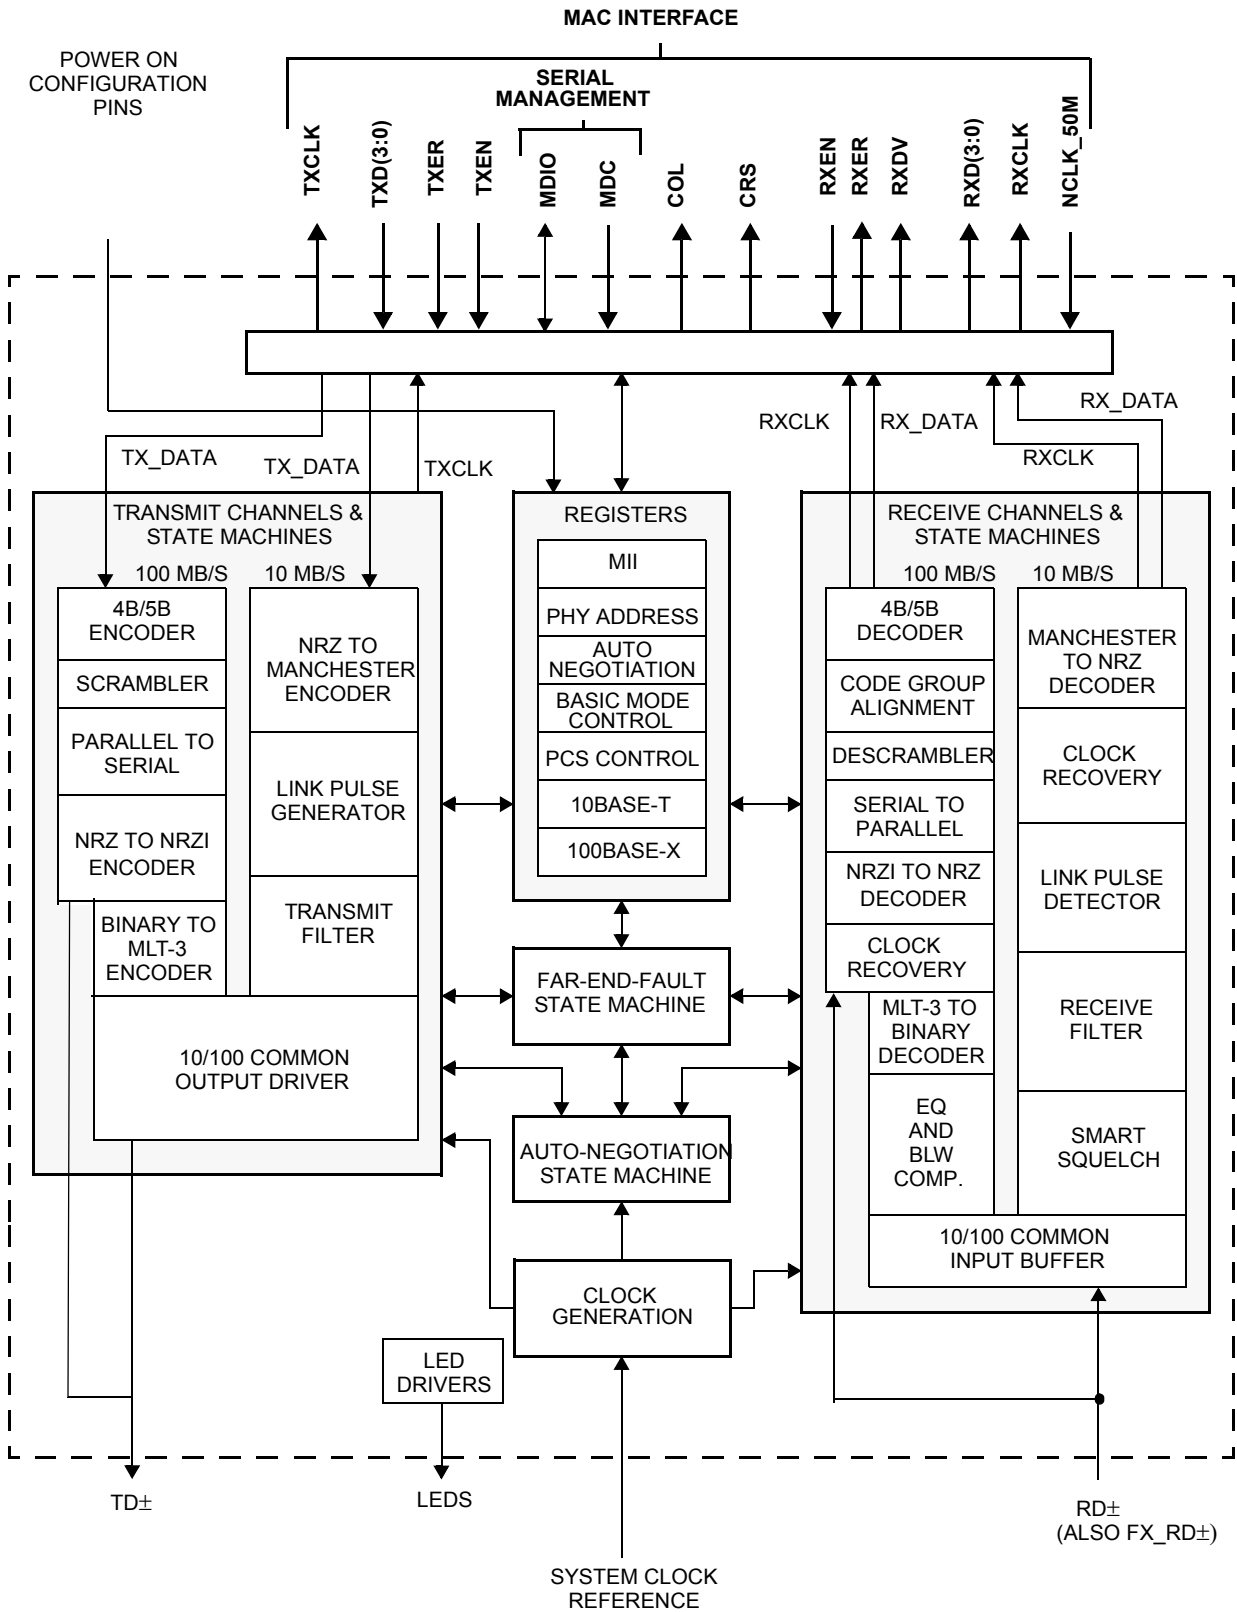 MAC INTERFACE
POWER ON
CONFIGURATION
PINS
SERIAL
MANAGEMENT
TXCLK
TXD(3:0)
TXER
TXEN
MDIO
MDC
COL
CRS
RXEN
RXER
RXDV
RXD(3:0)
RXCLK
NCLK_50M
TX_DATA
TX_DATA
TXCLK
RXCLK
RX_DATA
RXCLK
RX_DATA
TRANSMIT CHANNELS &
STATE MACHINES
100 MB/S
10 MB/S
4B/5B
ENCODER
SCRAMBLER
PARALLEL TO
SERIAL
NRZ TO NRZI
ENCODER
BINARY TO
MLT-3
ENCODER
NRZ TO
MANCHESTER
ENCODER
LINK PULSE
GENERATOR
TRANSMIT
FILTER
10/100 COMMON
OUTPUT DRIVER
REGISTERS
MII
PHY ADDRESS
AUTO
NEGOTIATION
BASIC MODE
CONTROL
PCS CONTROL
10BASE-T
100BASE-X
FAR-END-FAULT
STATE MACHINE
AUTO-NEGOTIATION
STATE MACHINE
CLOCK
GENERATION
RECEIVE CHANNELS &
STATE MACHINES
100 MB/S
10 MB/S
4B/5B
DECODER
CODE GROUP
ALIGNMENT
DESCRAMBLER
SERIAL TO
PARALLEL
NRZI TO NRZ
DECODER
CLOCK
RECOVERY
MLT-3 TO
BINARY
DECODER
EQ
AND
BLW
COMP.
MANCHESTER
TO NRZ
DECODER
CLOCK
RECOVERY
LINK PULSE
DETECTOR
RECEIVE
FILTER
SMART
SQUELCH
10/100 COMMON
INPUT BUFFER
LED
DRIVERS
TD±
LEDS
RD±
(ALSO FX_RD±)
SYSTEM CLOCK
REFERENCE